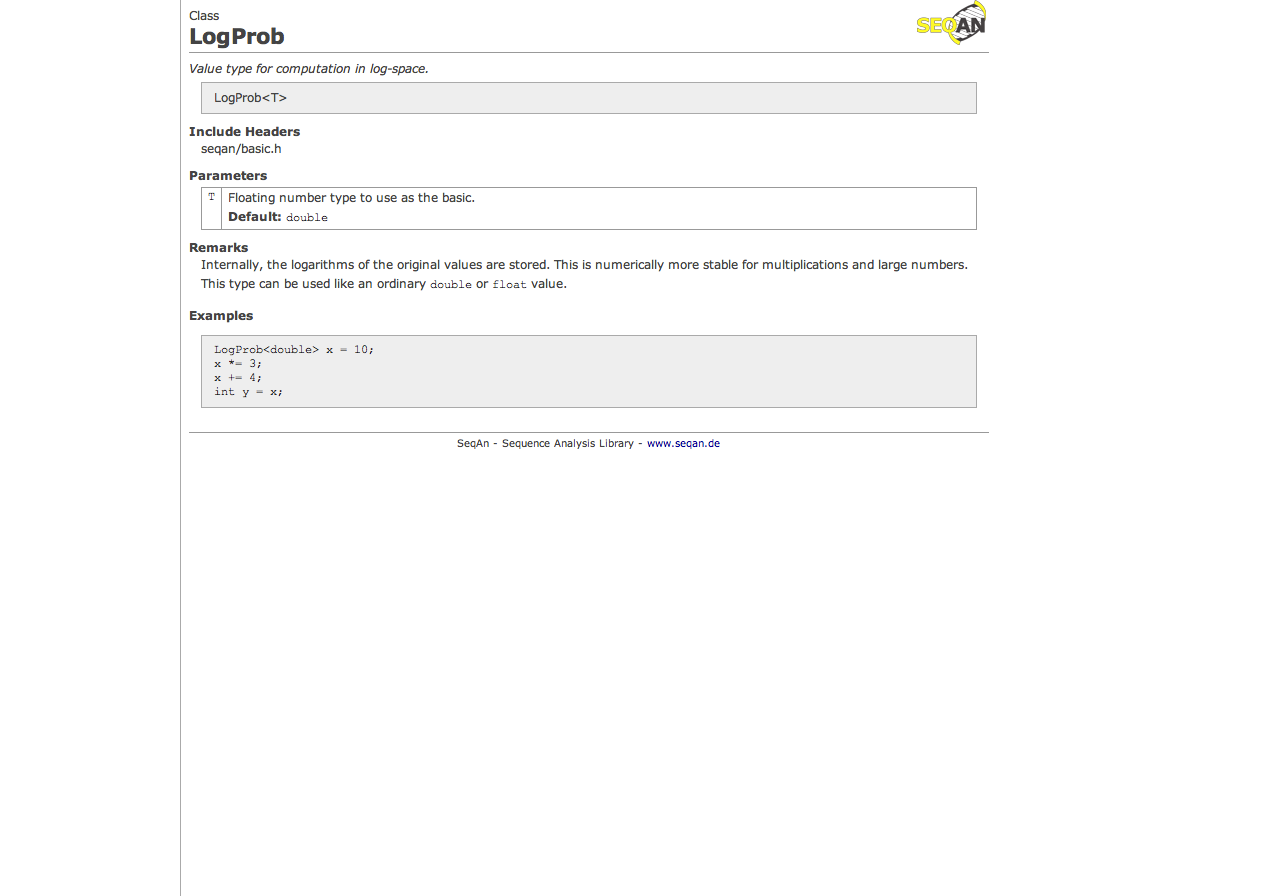 Class
LogProb
SEQAN
Value type for computation in log-space.
LogProb<T>
Include Headers
seqan/basic.h
Parameters
T Floating number type to use as the basic.
Default: double
Remarks
Internally, the logarithms of the original values are stored. This is numerically more stable for multiplications and large numbers.
This type can be used like an ordinary double or float value.
Examples
LogProb<double> x = 10;
x *= 3;
x += 4;
int y = x;
SeqAn - Sequence Analysis Library - www.seqan.de